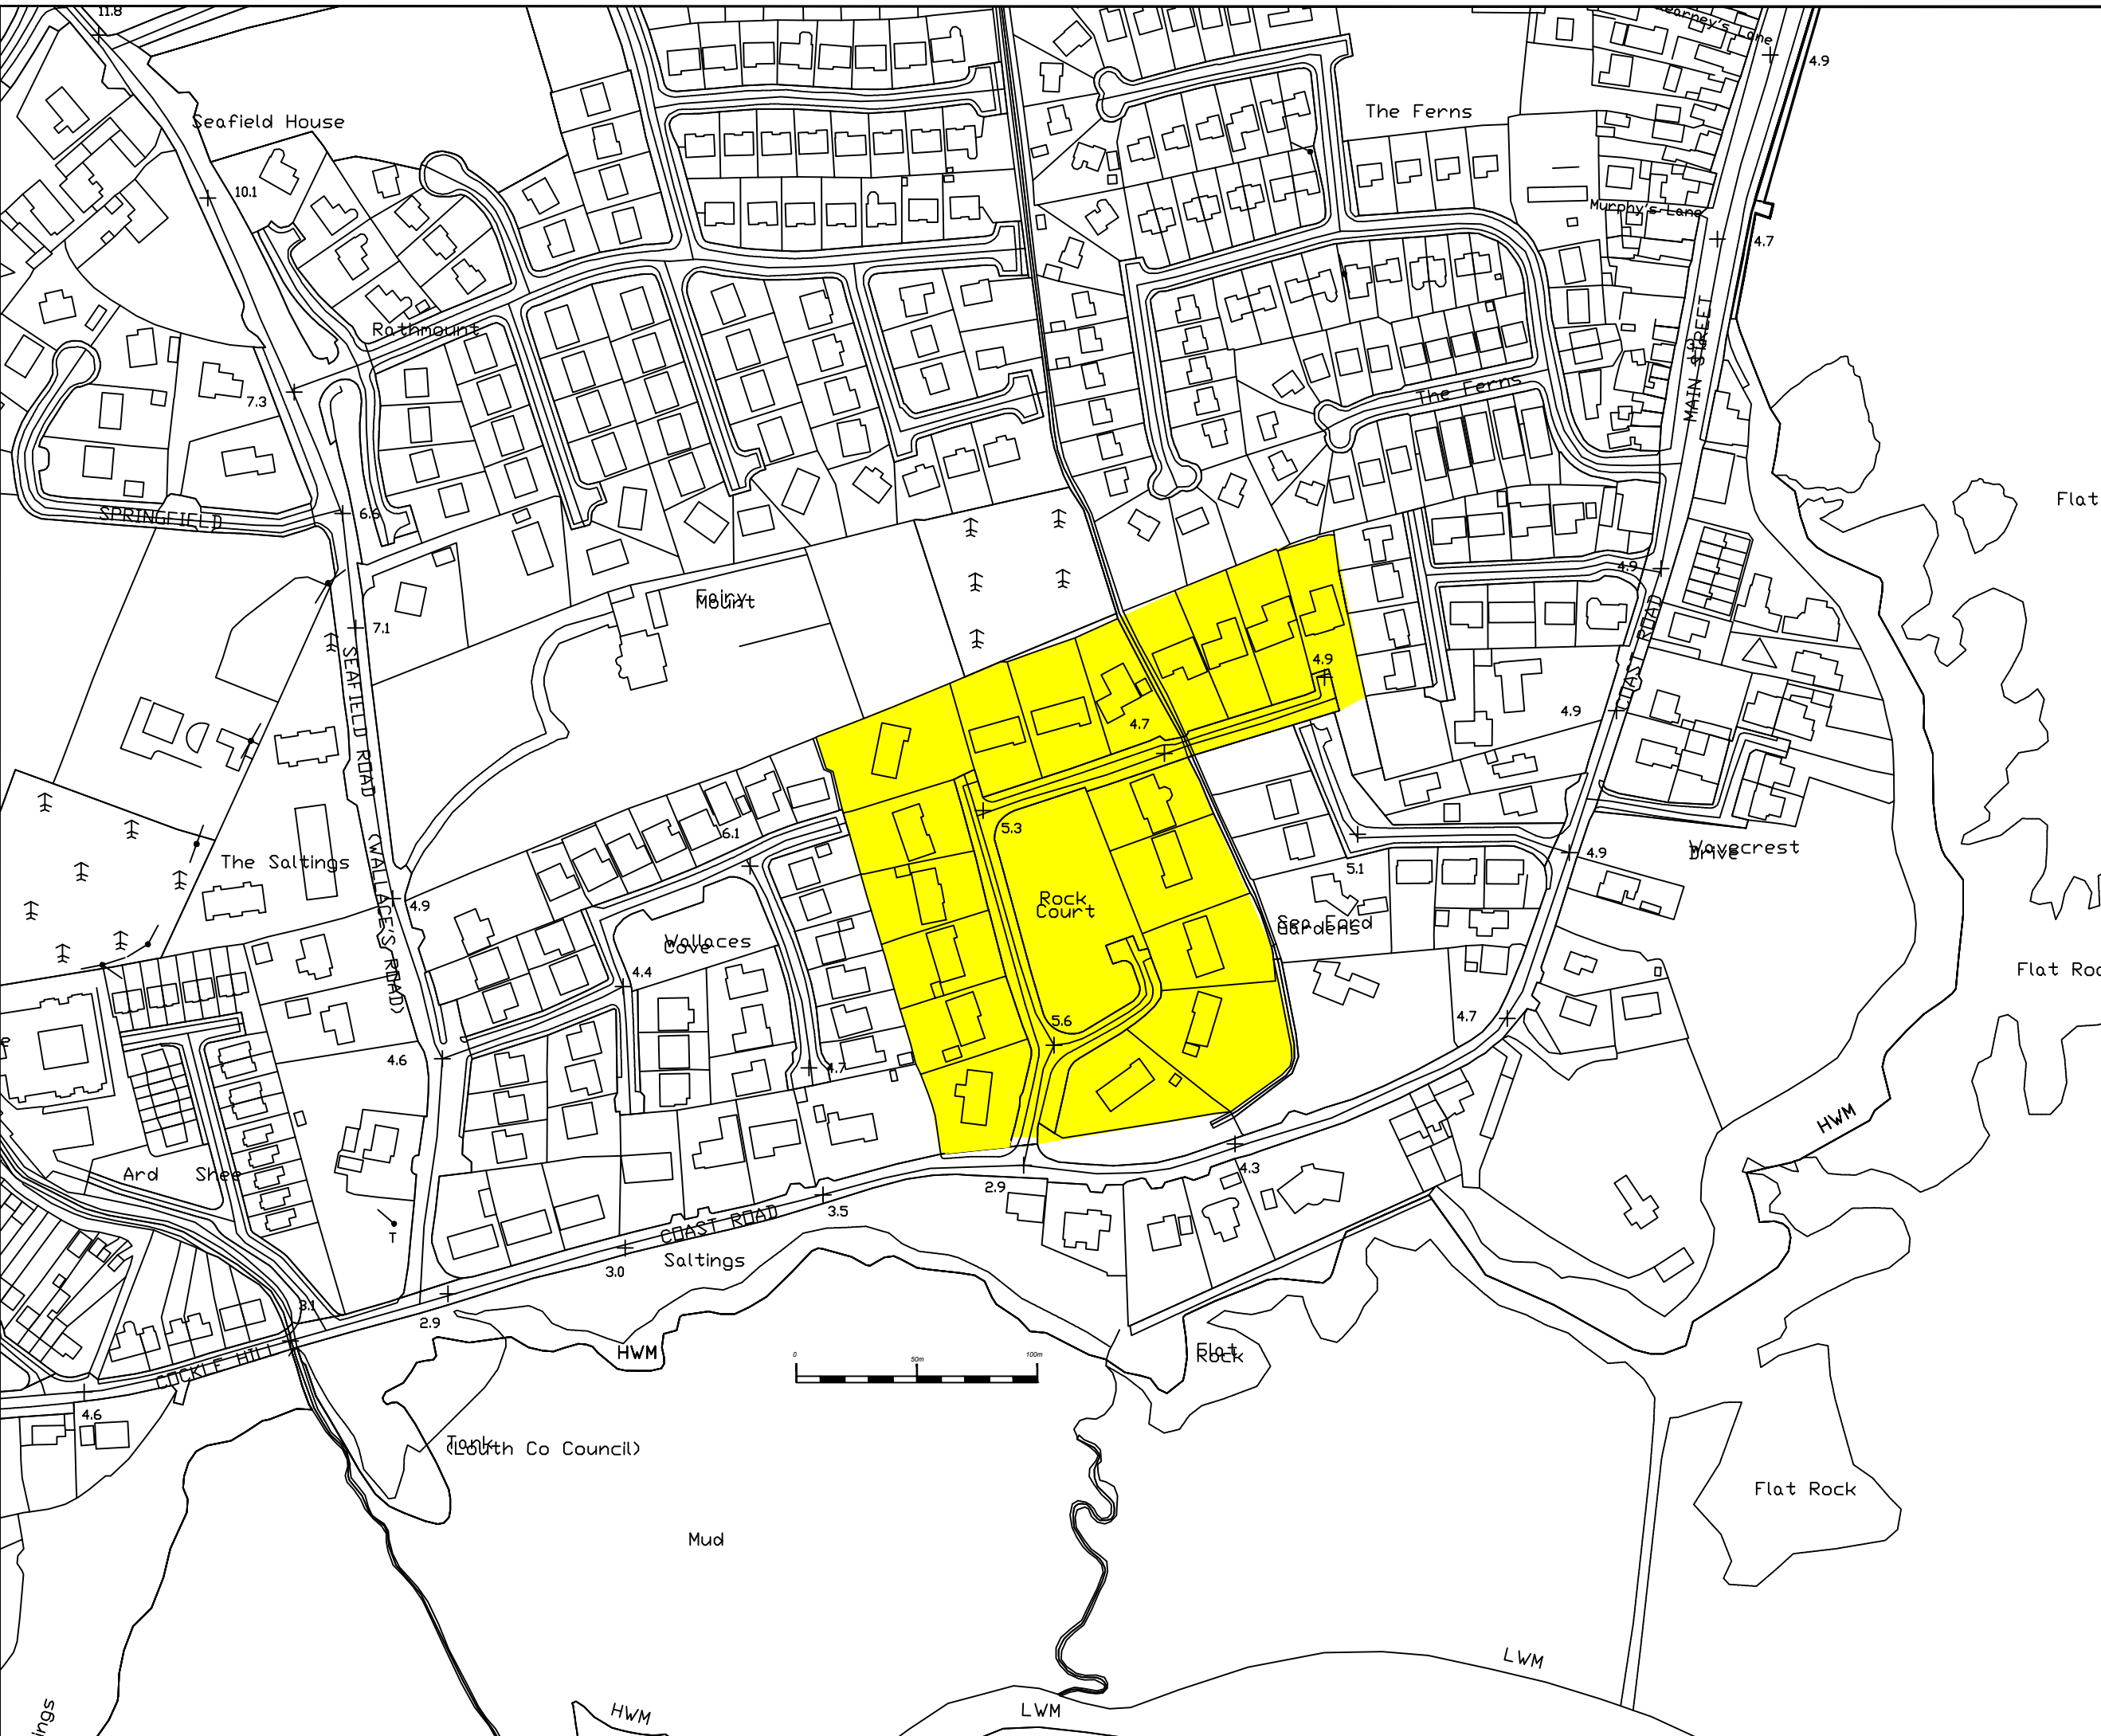 11.8
Kearney's Lane
4.9
Seafield House
The Ferns
10.1
Murphy's Lane
4.7
Rathmount
MAIN STREET
7.3
The Ferns
Flat
SPRINGFIELD
6.6
4.9
Fairy
Mount
7.1
COAST ROAD
SEAFIELD ROAD
4.9
4.7
4.9
5.3
6.1
The Saltings
(WALLACE'S ROAD)
4.9
5.1
4.9
Wavecrest
Drive
Rock
Court
Sea Ford
Gardens
Wallaces
Cove
4.4
Flat Roc
4.7
5.6
e
4.6
4.7
HWM
Ard Shee
4.3
2.9
3.5
COAST ROAD
T
Saltings
3.0
3.1
2.9
COCKLE HILL
HWM
0 50m 100m
Flat
Rock
4.6
Tank
(Louth Co Council)
Flat Rock
Mud
LWM
LWM
HWM
ings